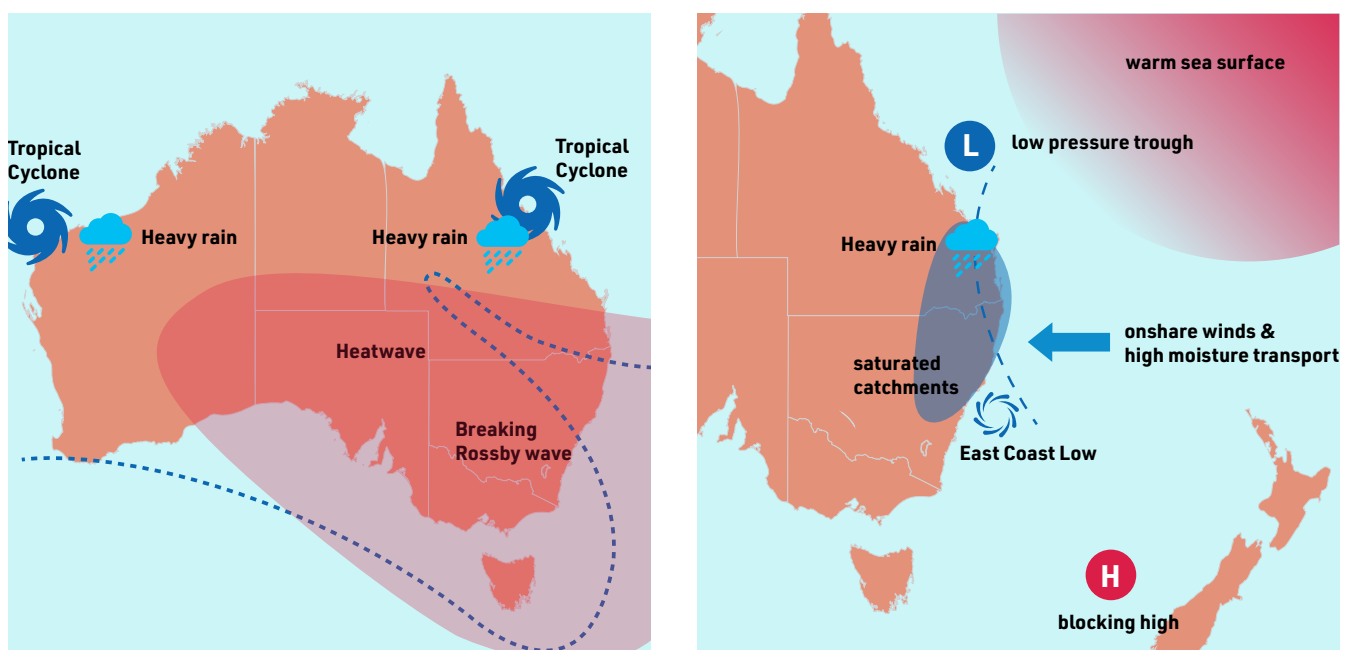 Tropical
Cyclone
Heavy rain
Heavy rain
Tropical
Cyclone
Heatwave
Breaking
Rossby wave
warm sea surface
L
low pressure trough
Heavy rain
onshare winds &
high moisture transport
saturated
catchments
East Coast Low
H
blocking high